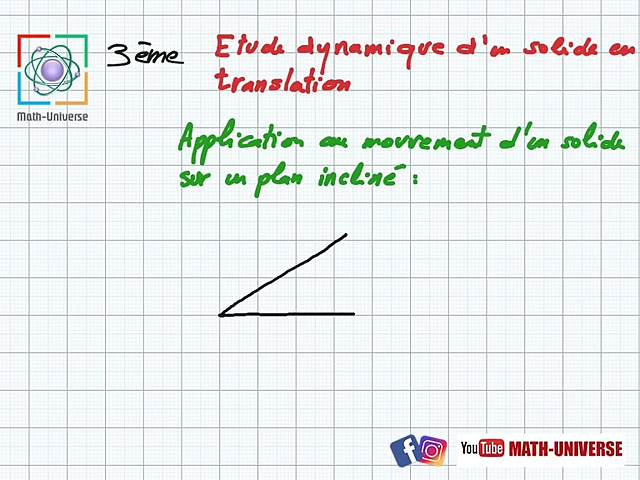 3ème Etude dynamique d'un solide en
translation
Math-Universe
Application au mouvement d'un solide
sur un plan incliné :
YouTube MATH-UNIVERSE